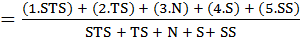 = (1.STS) + (2.TS) + (3.N) + (4.S) + (5.SS)
STS + TS + N + S+ SS